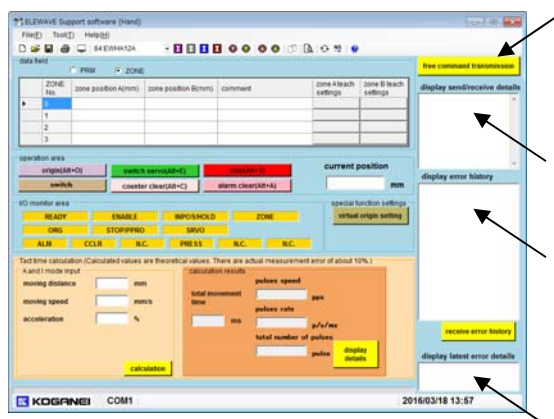 ELEWAVE Support software (Hand)
File(F) Tool(T) Help(H)
04 EWHA12A
data field
PRM ZONE
ZONE No. zone position A(mm) zone position B(mm) comment zone A teach settings zone B teach settings
0
1
2
3
free command transmission
display send/receive details
operation area
origin(Alt+O) switch servo(Alt+E) stop(Alt+S)
switch counter clear(Alt+C) alarm clear(Alt+A)
current position
mm
display error history
I/O monitor area
READY ENABLE INPOS/HOLD ZONE
ORG STOP/PPRO SRVO
ALM CCLR N.C. PRESS N.C. N.C.
special function settings
virtual origin setting
Tact time calculation (Calculated values are theoretical values. There are actual measurement error of about 10%.)
A and I mode input
moving distance mm
moving speed mm/s
acceleration %
calculation
calculation results
total movement time
ms
pulses speed
pps
pulses rate
p/s/ms
total number of pulses
pulse
display details
receive error history
display latest error details
KOGANEI COM1 2016/03/18 13:57